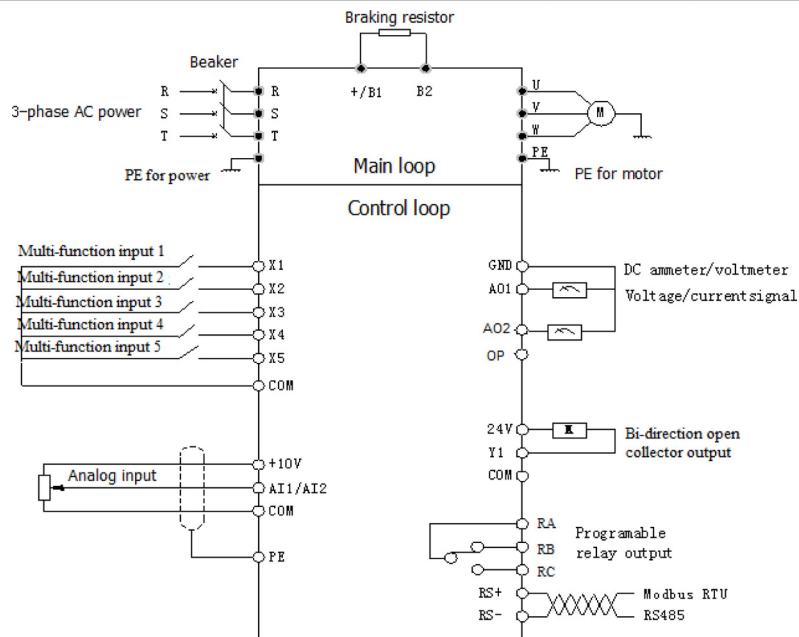 Braking resistor
Beaker
R R +/B1 B2 U
3-phase AC power S S V M
T T W
PE
PE for power Main loop PE for motor
Control loop
Multi-function input 1
X1 GND DC ammeter/voltmeter
Multi-function input 2
X2 AO1 Voltage/currentsignal
Multi-function input 3
X3
Multi-function input 4
X4 AO2
Multi-function input 5
X5 OP
COM
24V K Bi-direction open
Y1 collector output
+10V
Analog input COM
AI1/AI2
COM
RA Programable
RB relay output
PE
RC
RS+ Modbus RTU
RS- RS485